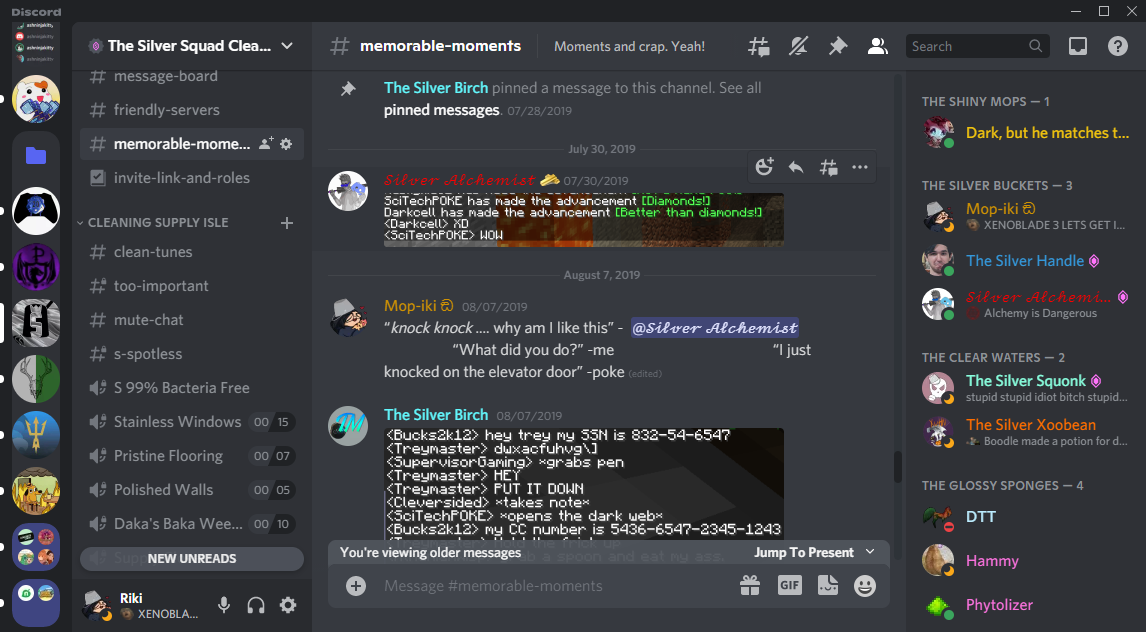 Discord
ashninjakitty
ashninjakitty
The Silver Squad Clea...
message-board
friendly-servers
memorable-mome...
invite-link-and-roles
CLEANING SUPPLY ISLE
clean-tunes
too-important
mute-chat
s-spotless
S 99% Bacteria Free
Stainless Windows 00 15
Pristine Flooring 00 07
Polished Walls 00 05
Daka's Baka Wee... 00 10
NEW UNREADS
Riki
XENOBLA...
memorable-moments
Moments and crap. Yeah!
Search
The Silver Birch pinned a message to this channel. See all
pinned messages. 07/28/2019
July 30, 2019
Silver Alchemist 07/30/2019
SciTechPOKE has made the advancement [Diamonds!]
Darkcell has made the advancement [Better than diamonds!]
<Darkcell> XD
<SciTechPOKE> WOW
August 7, 2019
Mop-iki 08/07/2019
“knock knock .... why am I like this” - @Silver Alchemist
“What did you do?” -me “I just
knocked on the elevator door” -poke (edited)
The Silver Birch 08/07/2019
<Bucks2k12> hey trey my SSN is 832-54-6547
<Treymaster> dwxacfuhvg\]
<SupervisorGaming> *grabs pen
<Treymaster> HEY
<Treymaster> PUT IT DOWN
<Cleversided> *takes note*
<SciTechPOKE> *opens the dark web*
<Bucks2k12> my CC number is 5436-6547-2345-1243
a spoon and eat my ass.
You're viewing older messages
Jump To Present
Message #memorable-moments
GIF
THE SHINY MOPS — 1
Dark, but he matches t...
THE SILVER BUCKETS — 3
Mop-iki
XENOBLADE 3 LETS GET I...
The Silver Handle
Silver Alchemi...
Alchemy is Dangerous
THE CLEAR WATERS — 2
The Silver Squonk
stupid stupid idiot bitch stupid...
The Silver Xoobean
Boodle made a potion for d...
THE GLOSSY SPONGES — 4
DTT
Hammy
Phytolizer